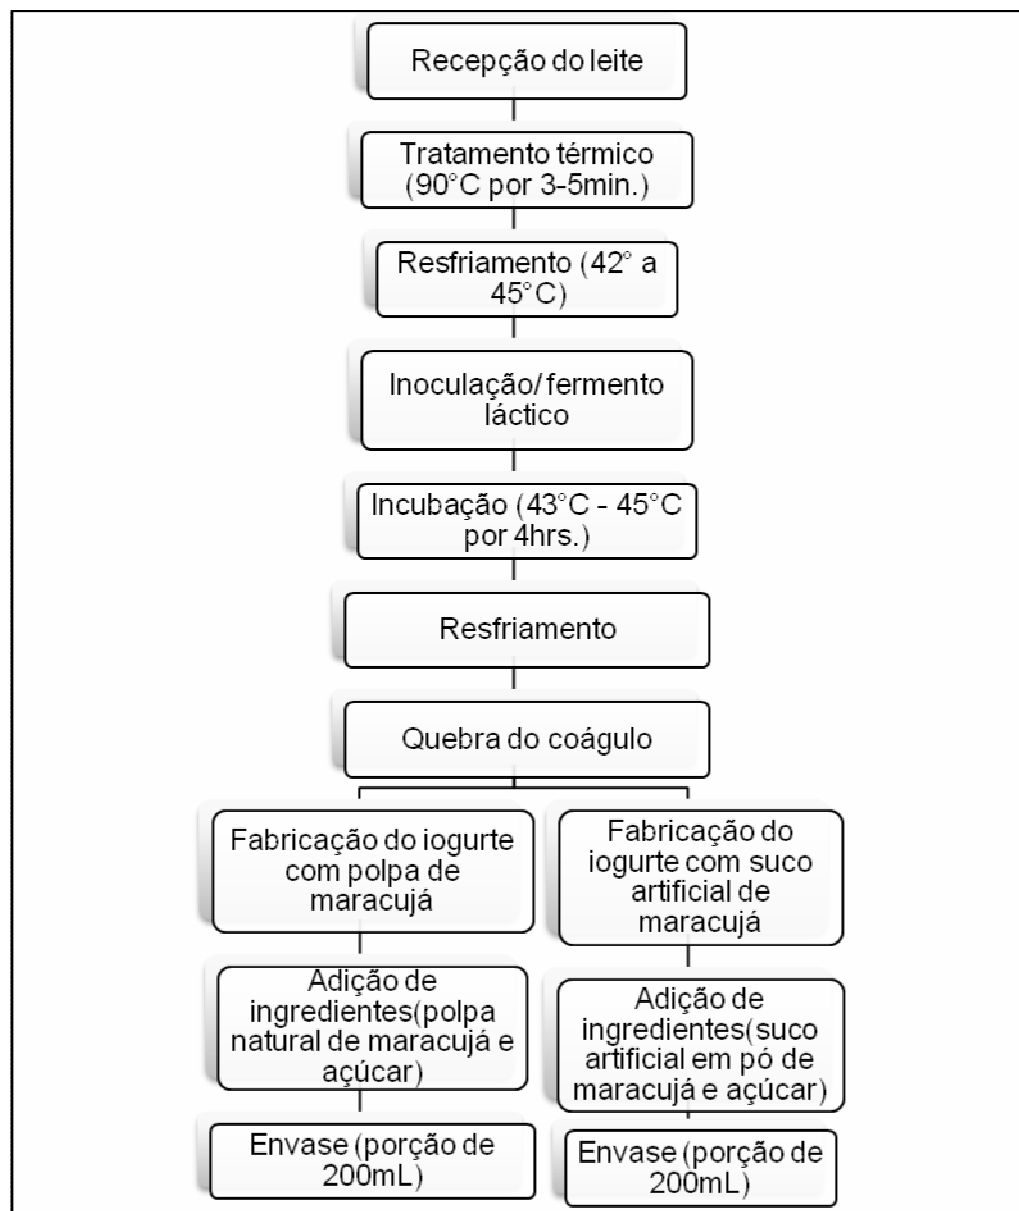 Recepção do leite
Tratamento térmico
(90°C por 3-5min.)
Resfriamento (42° a
45°C)
Inoculação/ fermento
láctico
Incubação (43°C - 45°C
por 4hrs.)
Resfriamento
Quebra do coágulo
Fabricação do iogurte
com polpa de
maracujá
Adição de
ingredientes(polpa
natural de maracujá e
açúcar)
Envase (porção de
200mL)
Fabricação do
iogurte com suco
artificial de
maracujá
Adição de
ingredientes(suco
artificial em pó de
maracujá e açúcar)
Envase (porção de
200mL)